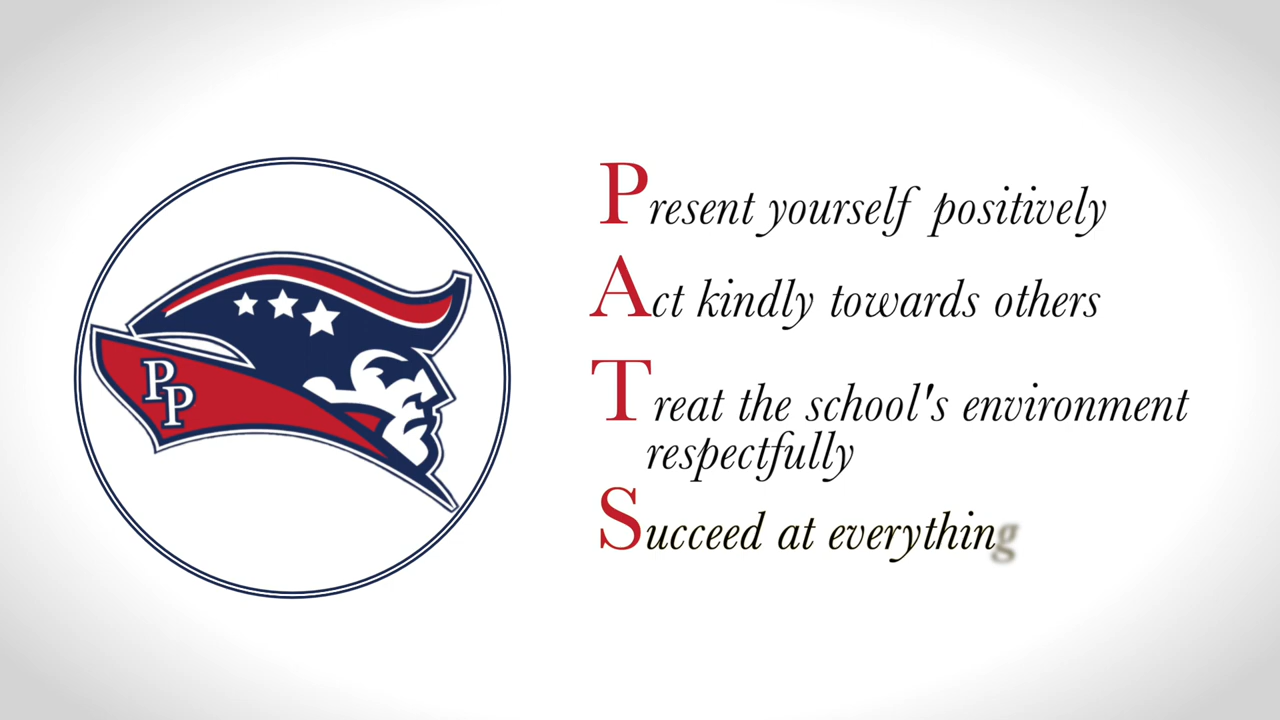 PP
Present yourself positively
Act kindly towards others
Treat the school's environment
respectfully
Succeed at everything